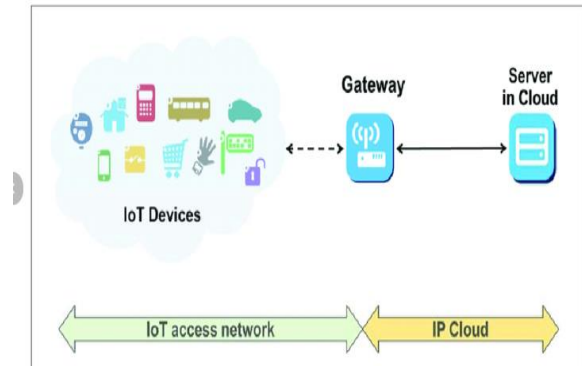 Gateway
Server
in Cloud
IoT Devices
IoT access network
IP Cloud